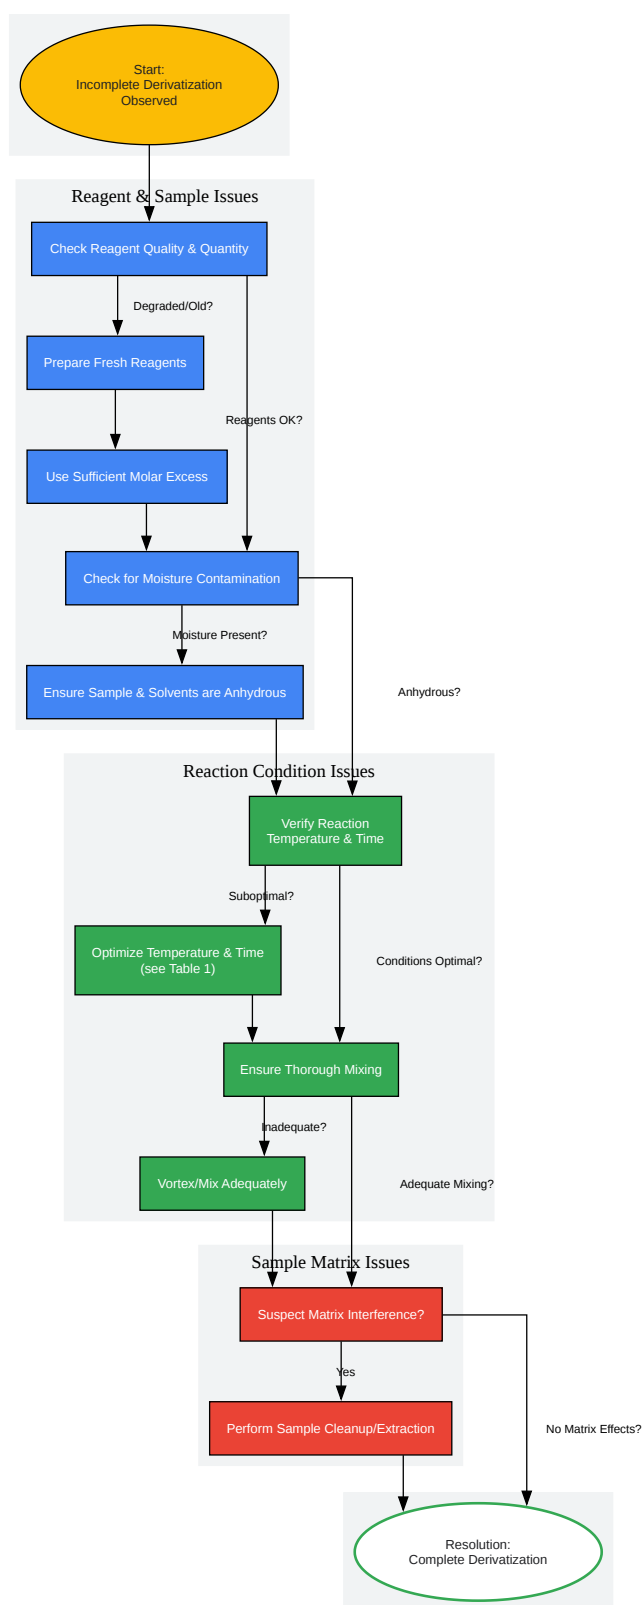 Start:
Incomplete Derivatization
Observed
Reagent & Sample Issues
Check Reagent Quality & Quantity
Degraded/Old?
Prepare Fresh Reagents
Reagents OK?
Use Sufficient Molar Excess
Check for Moisture Contamination
Moisture Present?
Ensure Sample & Solvents are Anhydrous
Anhydrous?
Reaction Condition Issues
Verify Reaction
Temperature & Time
Suboptimal?
Optimize Temperature & Time
(see Table 1)
Conditions Optimal?
Ensure Thorough Mixing
Inadequate?
Vortex/Mix Adequately
Adequate Mixing?
Sample Matrix Issues
Suspect Matrix Interference?
Yes
Perform Sample Cleanup/Extraction
No Matrix Effects?
Resolution:
Complete Derivatization